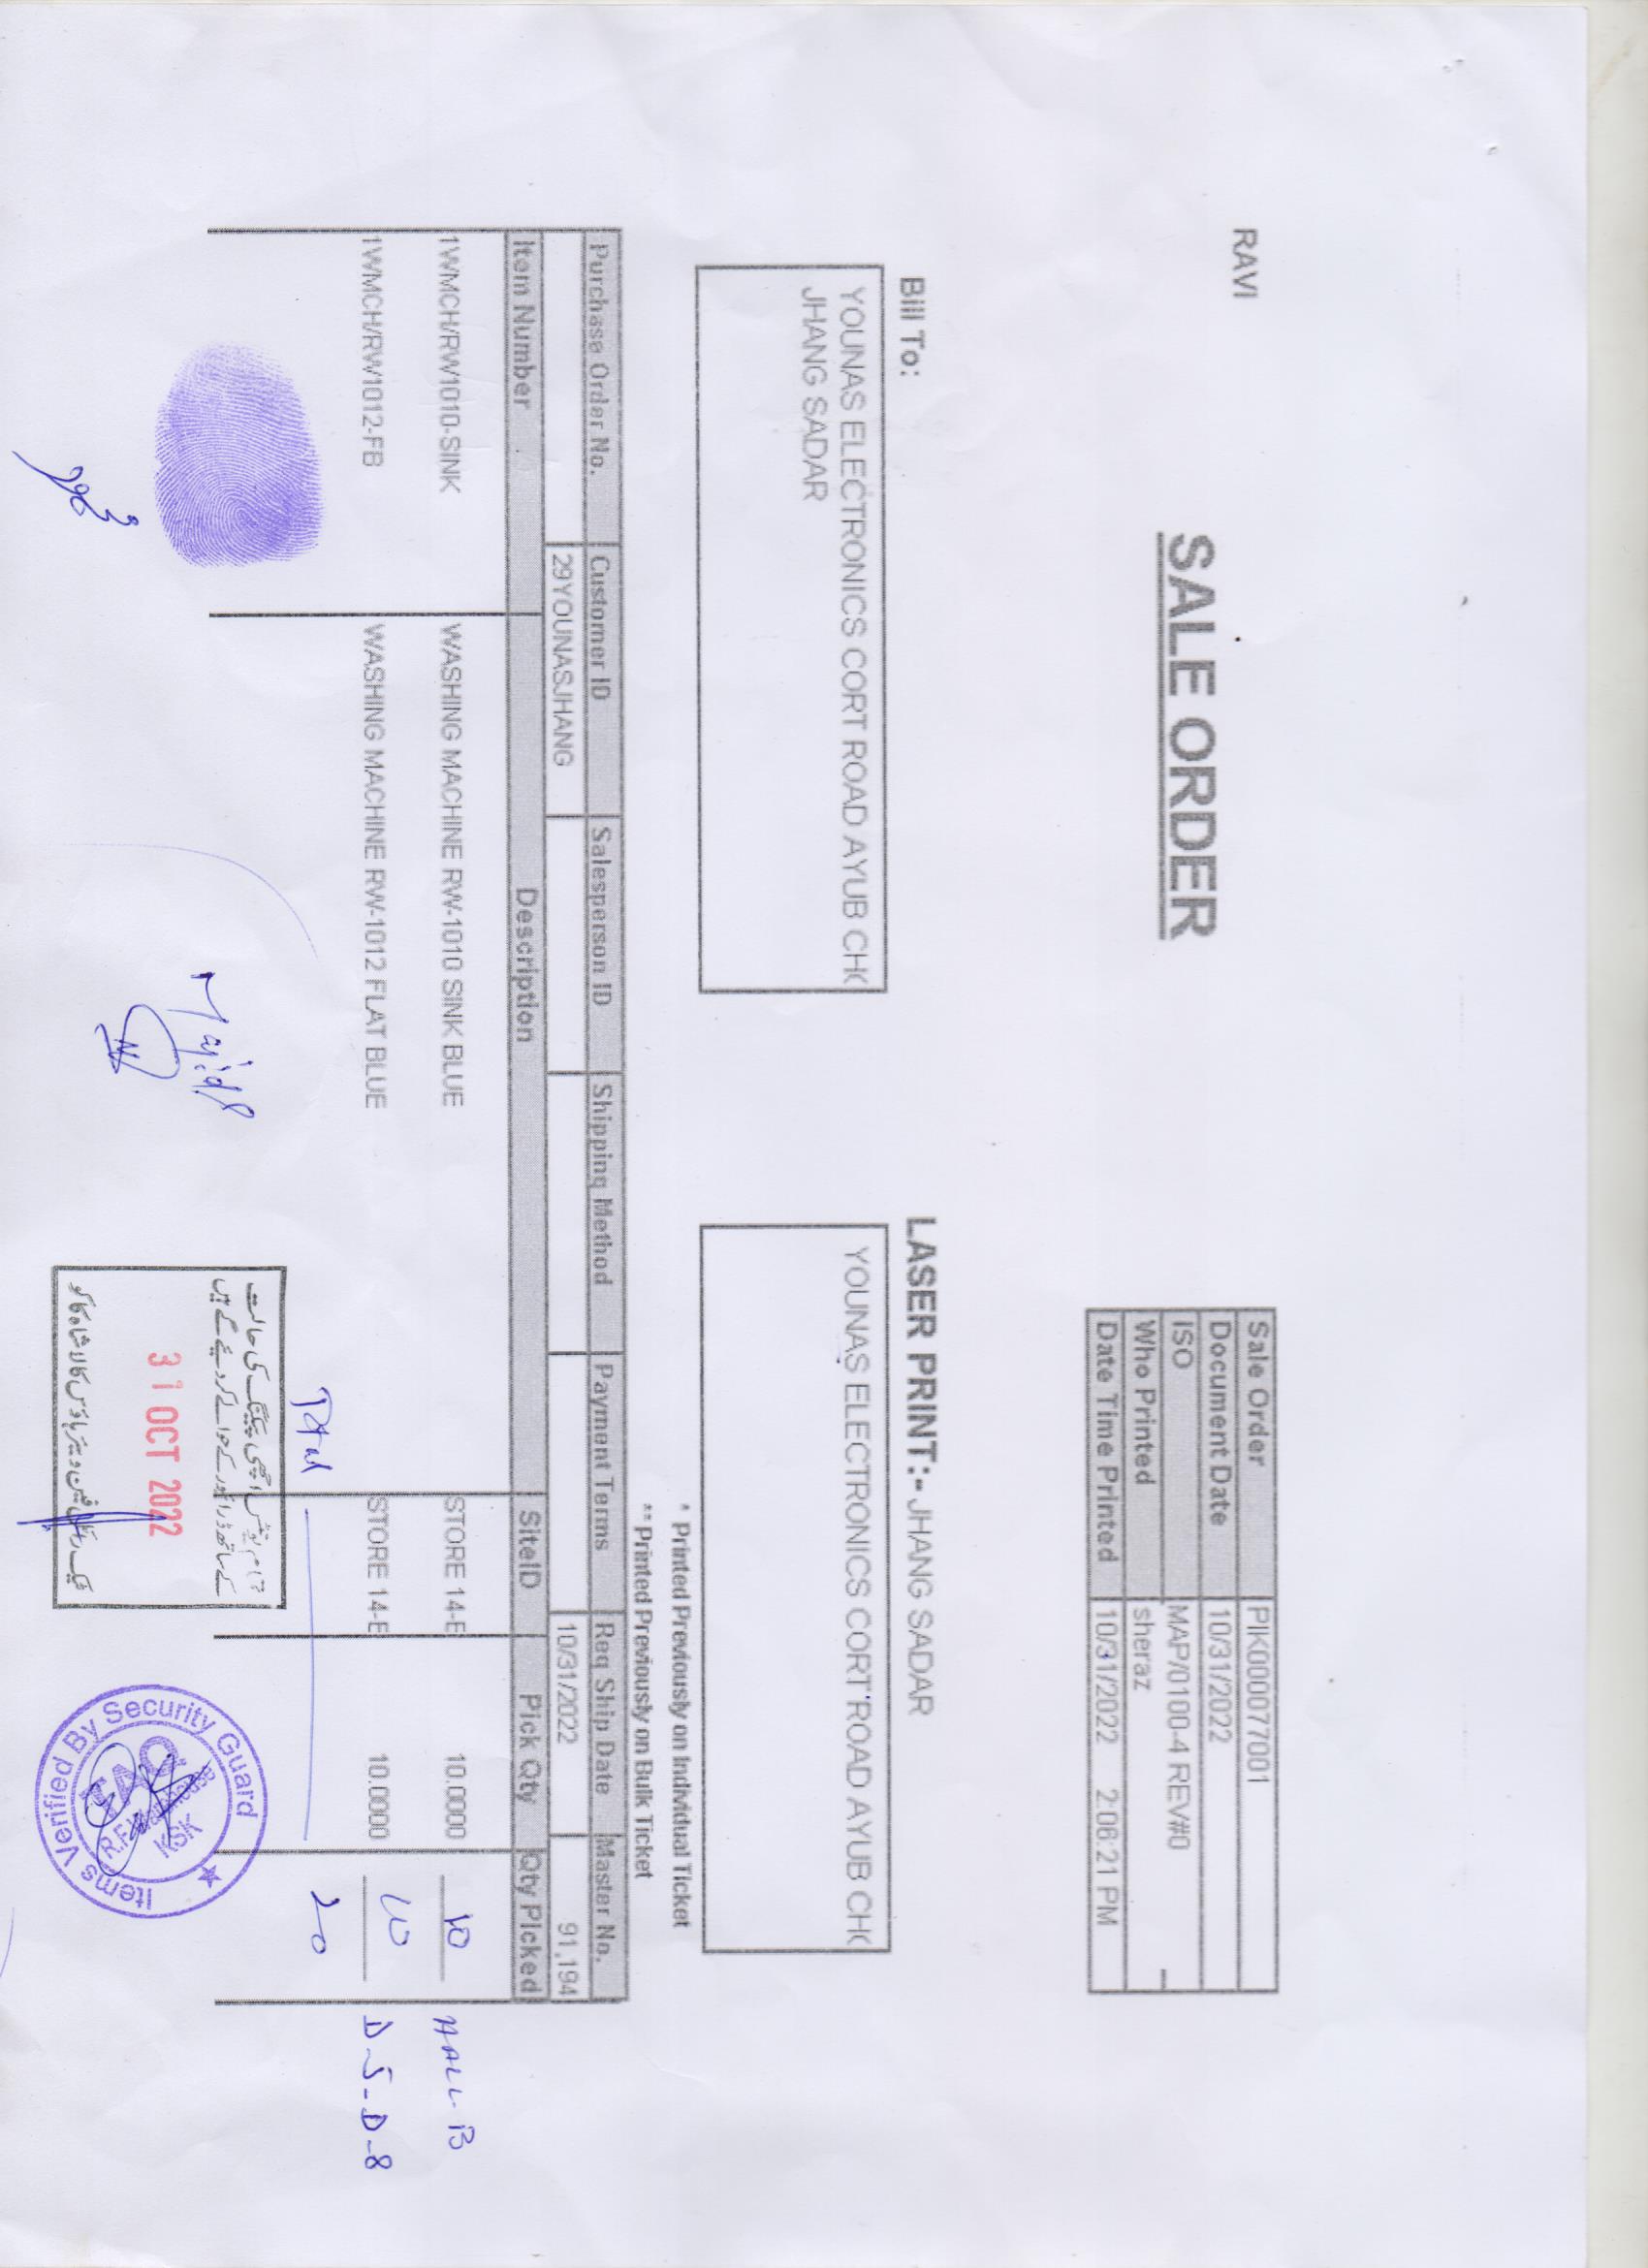 RAVI
SALE ORDER
Sale Order PIK000077001
Document Date 10/31/2022
ISO MAP/0100-4 REV#0
Who Printed sheraz
Date Time Printed 10/31/2022 2:06:21 PM
Bill To:
YOUNAS ELECTRONICS CORT ROAD AYUB CHO
JHANG SADAR
LASER PRINT:- JHANG SADAR
YOUNAS ELECTRONICS CORT ROAD AYUB CHO
* Printed Previously on Individual Ticket
** Printed Previously on Bulk Ticket
Purchase Order No. Customer ID Salesperson ID Shipping Method Payment Terms Req Ship Date Master No.
29YOUNASJHANG 10/31/2022 91,194
Item Number Description SiteID Pick Qty Qty Picked
1WMCH/RW1010-SINK WASHING MACHINE RW-1010 SINK BLUE STORE 14-E 10.0000 10 HALL-B
1WMCH/RW1012-FB WASHING MACHINE RW-1012 FLAT BLUE STORE 14-E 10.0000 10 D-5-D-8
Total 20
تمام یونٹس اچھی پیکنگ کی حالت
کے ساتھ ڈرائیور کے حوالے کر دئیے گے ہیں
31 OCT 2022
فین ویئر ہاؤس کالا شاہ کاکو
Majid
Items Verified By Security Guard
KSK